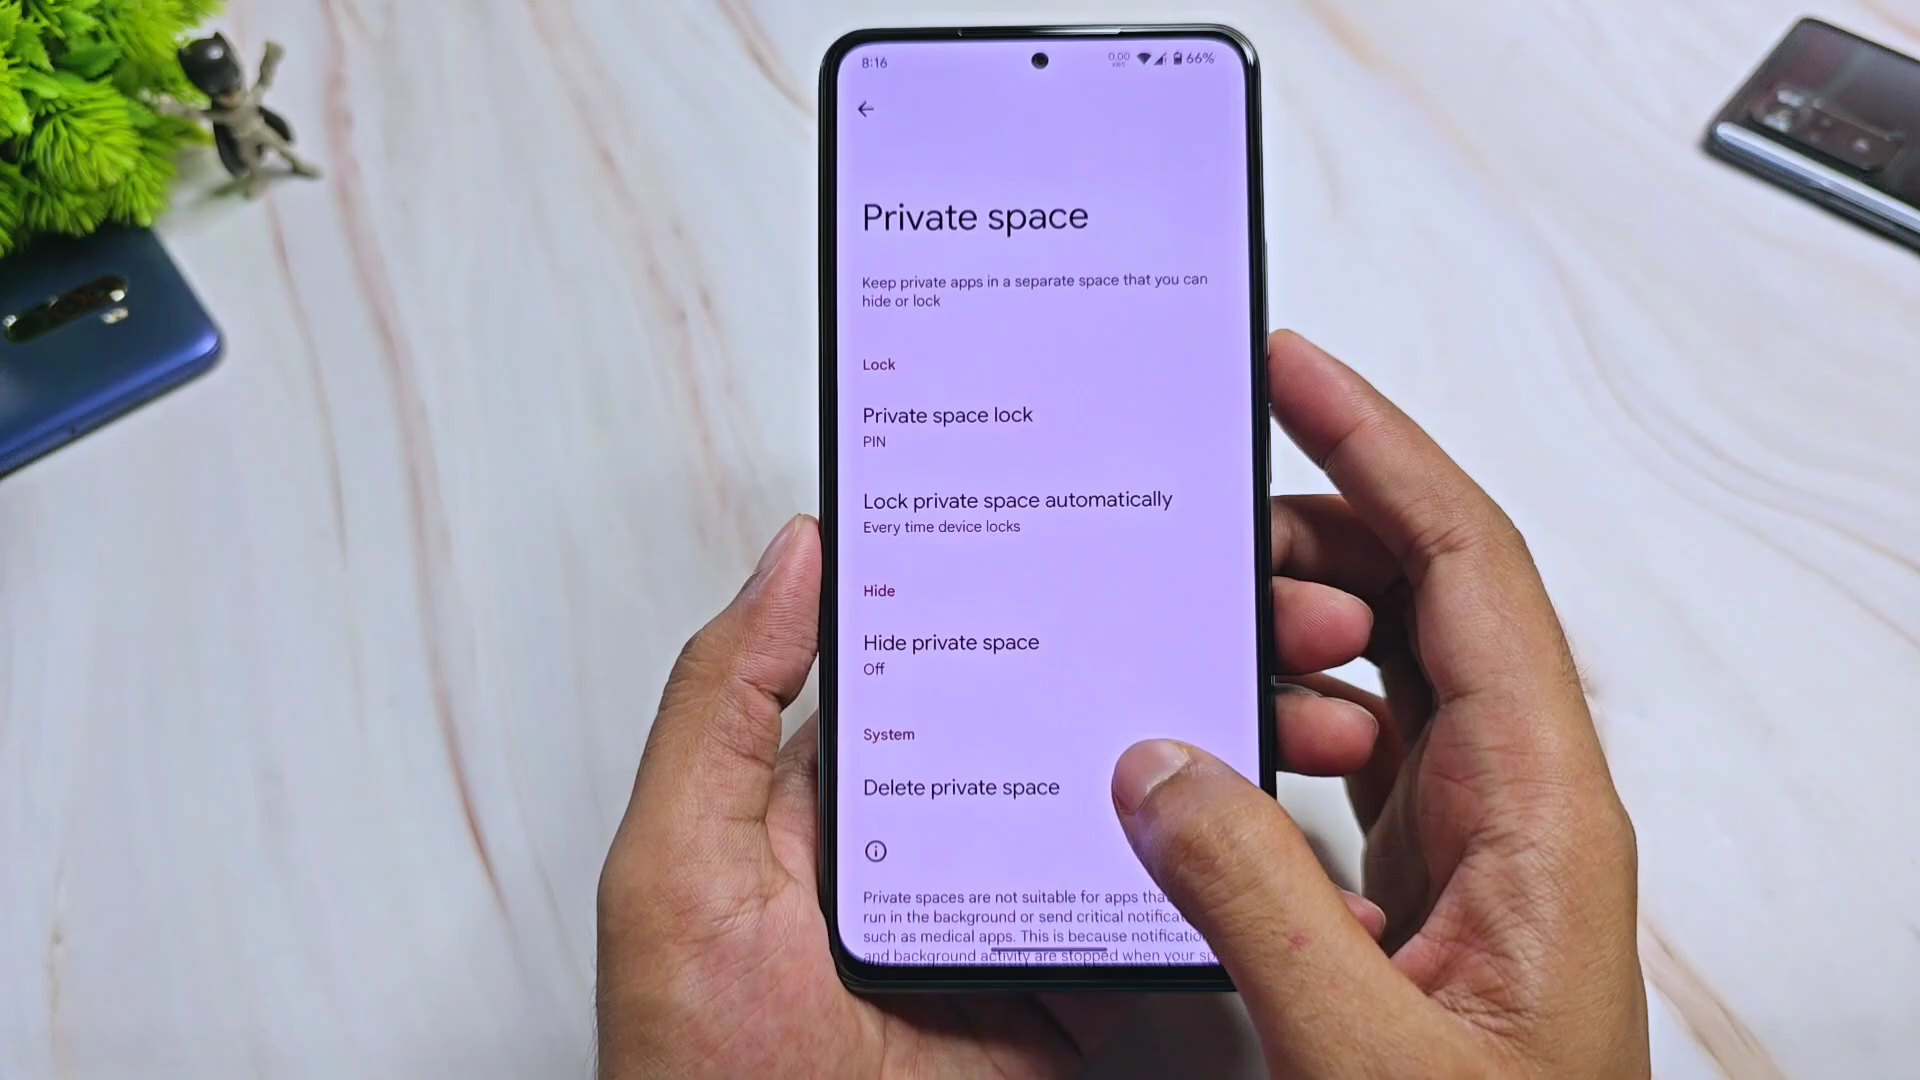 8:16
0.00
KB/S
66%
Private space
Keep private apps in a separate space that you can
hide or lock
Lock
Private space lock
PIN
Lock private space automatically
Every time device locks
Hide
Hide private space
Off
System
Delete private space
Private spaces are not suitable for apps
run in the background or send critical
such as medical apps. This is because
and background activity are stopped when your